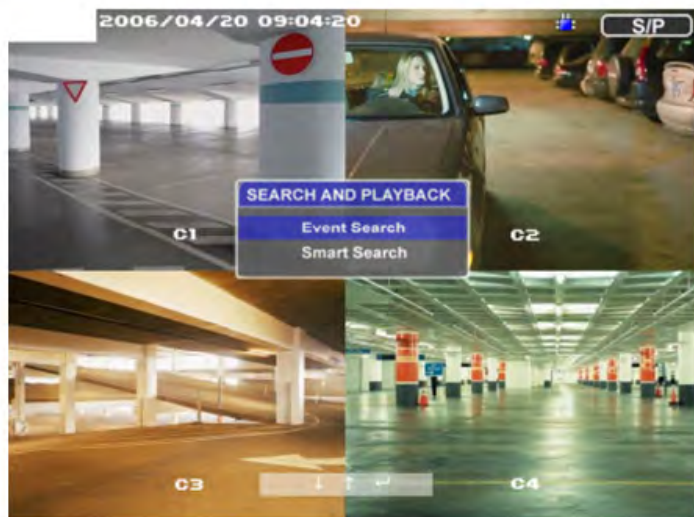 2006/04/20 09:04:20
S/P
SEARCH AND PLAYBACK
Event Search
Smart Search
C1
C2
C3
C4